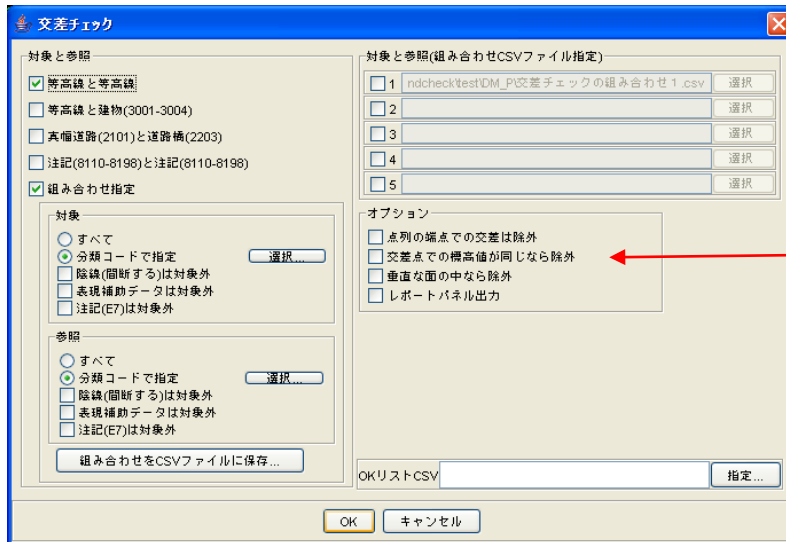 交差チェック
対象と参照
等高線と等高線
等高線と建物(3001-3004)
真幅道路(2101)と道路橋(2203)
注記(8110-8198)と注記(8110-8198)
組み合わせ指定
対象
すべて
分類コードで指定 選択...
陰線(間断する)は対象外
表現補助データは対象外
注記(E7)は対象外
参照
すべて
分類コードで指定 選択...
陰線(間断する)は対象外
表現補助データは対象外
注記(E7)は対象外
組み合わせをCSVファイルに保存...
対象と参照(組み合わせCSVファイル指定)
1 ndcheck\test\DM_P\交差チェックの組み合わせ1.csv 選択
2 選択
3 選択
4 選択
5 選択
オプション
点列の端点での交差は除外
交差点での標高値が同じなら除外
垂直な面の中なら除外
レポートパネル出力
OKリストCSV 指定...
OK キャンセル